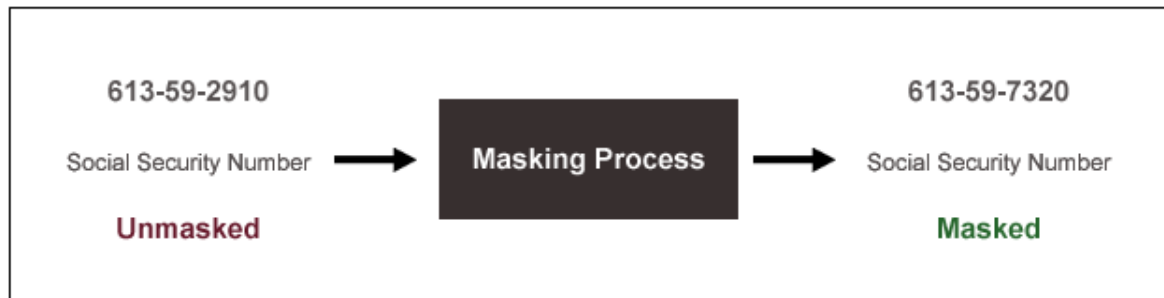 613-59-2910
Social Security Number
Unmasked
Masking Process
613-59-7320
Social Security Number
Masked